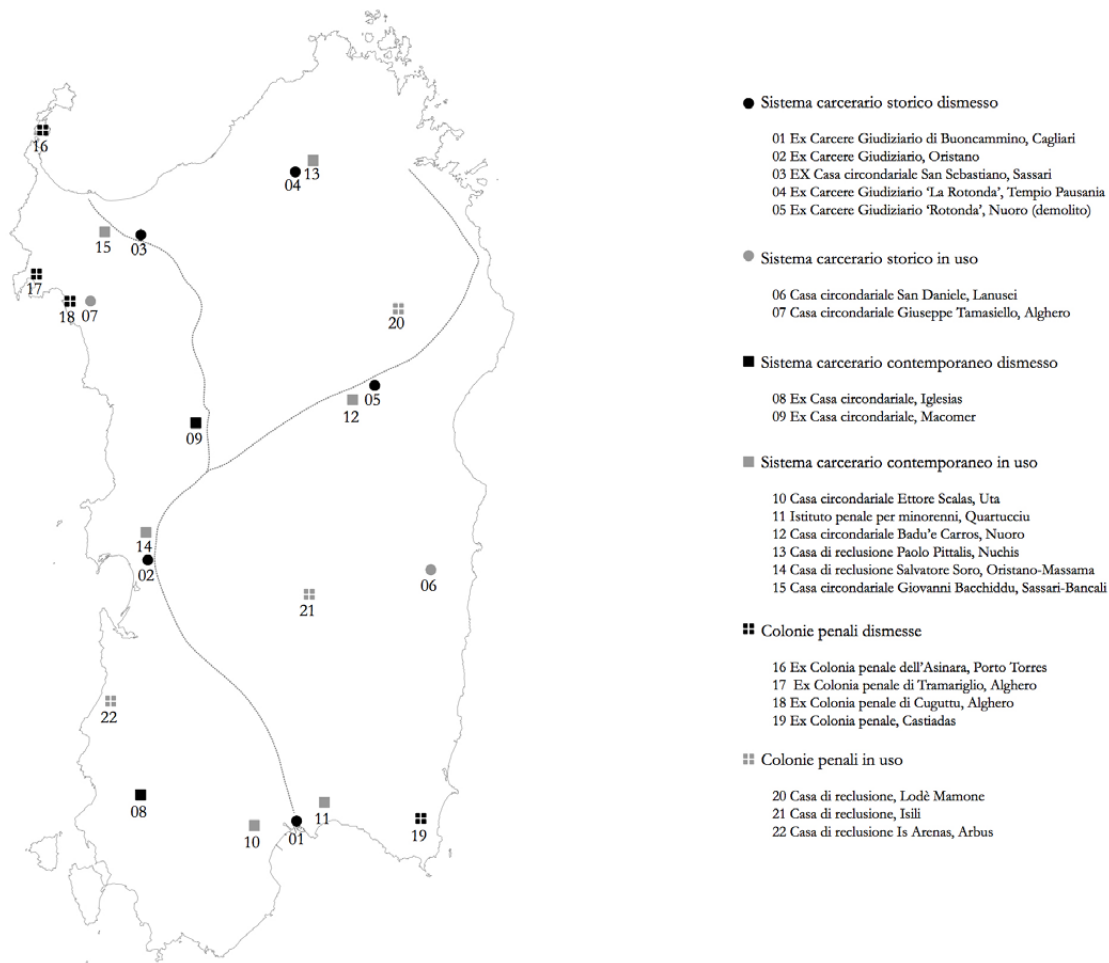 16
04
13
15
03
17
18
07
20
05
12
09
14
02
06
21
22
08
10
01
11
19
Sistema carcerario storico dismesso
01 Ex Carcere Giudiziario di Buoncammino, Cagliari
02 Ex Carcere Giudiziario, Oristano
03 EX Casa circondariale San Sebastiano, Sassari
04 Ex Carcere Giudiziario ‘La Rotonda’, Tempio Pausania
05 Ex Carcere Giudiziario ‘Rotonda’, Nuoro (demolito)
Sistema carcerario storico in uso
06 Casa circondariale San Daniele, Lanusei
07 Casa circondariale Giuseppe Tamasiello, Alghero
Sistema carcerario contemporaneo dismesso
08 Ex Casa circondariale, Iglesias
09 Ex Casa circondariale, Macomer
Sistema carcerario contemporaneo in uso
10 Casa circondariale Ettore Scalas, Uta
11 Istituto penale per minorenni, Quartucciu
12 Casa circondariale Badu’e Carros, Nuoro
13 Casa di reclusione Paolo Pittalis, Nuchis
14 Casa di reclusione Salvatore Soro, Oristano-Massama
15 Casa circondariale Giovanni Bacchiddu, Sassari-Bancali
Colonie penali dismesse
16 Ex Colonia penale dell’Asinara, Porto Torres
17 Ex Colonia penale di Tramariglio, Alghero
18 Ex Colonia penale di Cuguttu, Alghero
19 Ex Colonia penale, Castiadas
Colonie penali in uso
20 Casa di reclusione, Lodè Mamone
21 Casa di reclusione, Isili
22 Casa di reclusione Is Arenas, Arbus